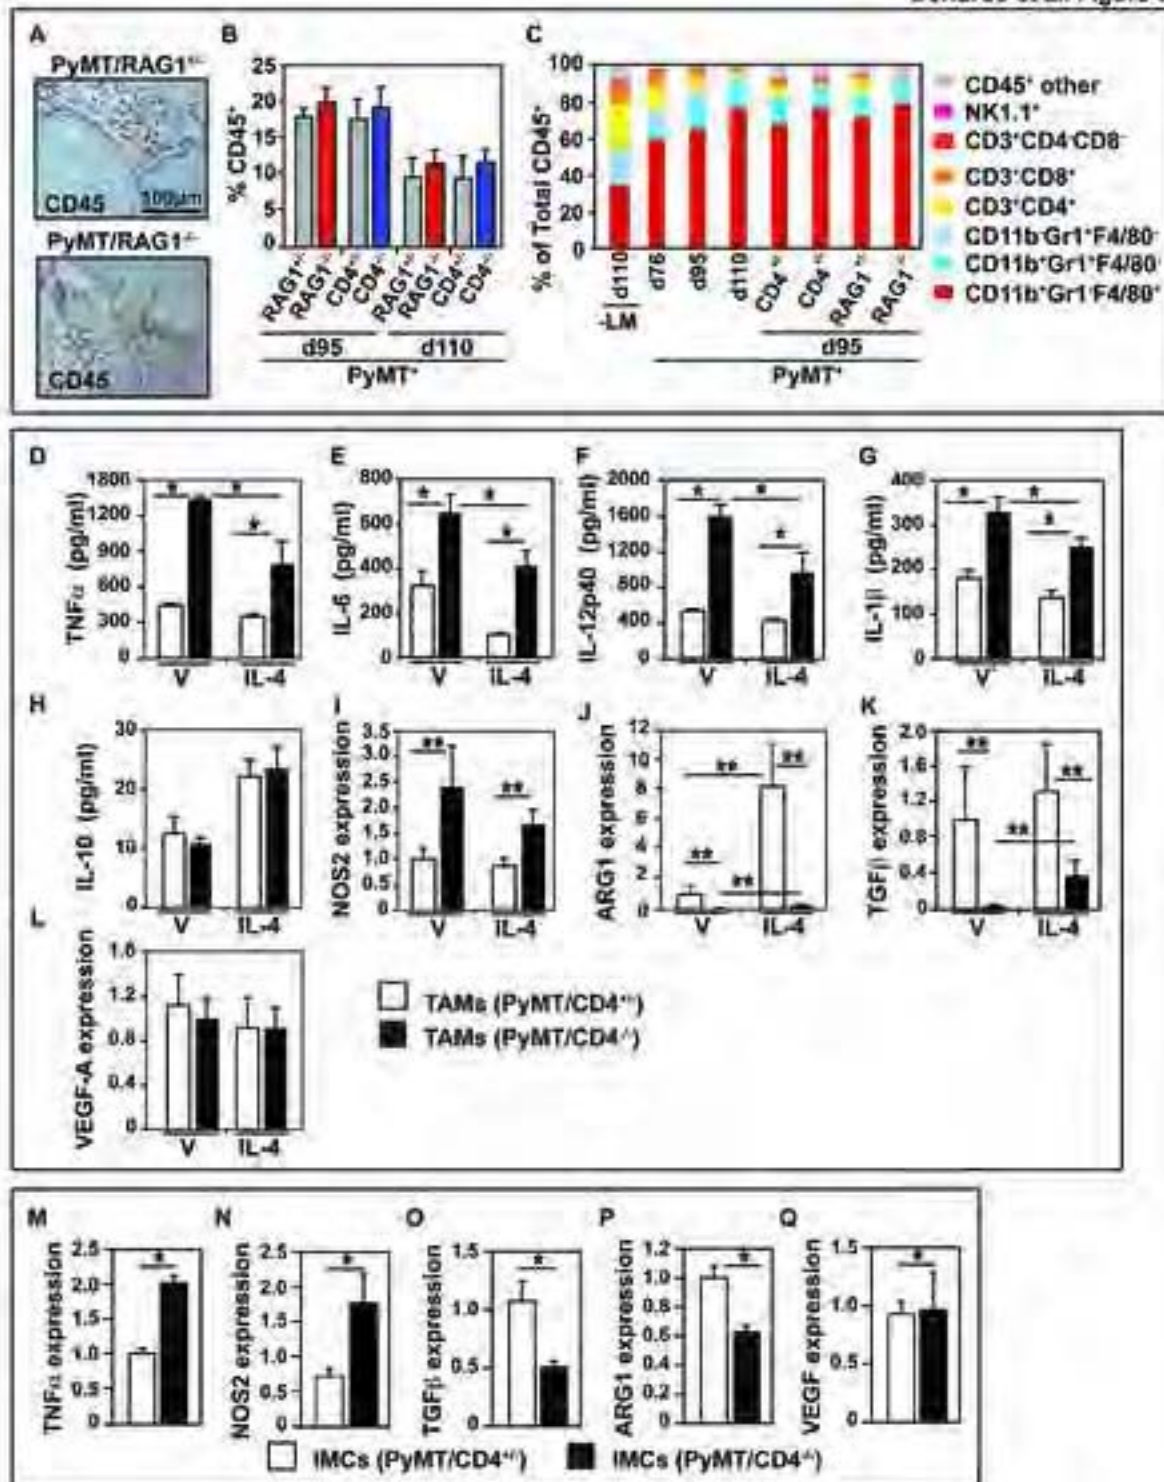 A
PyMT/RAG1⁺/⁻
CD45
100µm
PyMT/RAG1⁻/⁻
CD45
B
% CD45⁺
25
20
15
10
5
0
RAG1⁺/⁻
RAG1⁻/⁻
CD4⁺/⁻
CD4⁻/⁻
RAG1⁺/⁻
RAG1⁻/⁻
CD4⁺/⁻
CD4⁻/⁻
d95
d110
PyMT⁺
C
% of Total CD45⁺
100
80
60
40
20
0
d110
d76
d95
d110
CD4
CD4
RAG1
RAG1
-LM
d95
PyMT⁺
CD45⁺ other
NK1.1⁺
CD3⁺CD4⁻CD8⁻
CD3⁺CD8⁺
CD3⁺CD4⁺
CD11b⁻Gr1⁺F4/80⁻
CD11b⁺Gr1⁺F4/80⁻
CD11b⁺Gr1⁻F4/80⁺
D
TNFα (pg/ml)
1800
1200
900
600
300
0
* * *
V IL-4
E
IL-6 (pg/ml)
800
600
400
200
0
* * *
V IL-4
F
IL-12p40 (pg/ml)
2000
1600
1200
800
400
0
* * *
V IL-4
G
IL-1β (pg/ml)
400
300
200
100
0
* * *
V IL-4
H
IL-10 (pg/ml)
30
20
10
0
V IL-4
I
NOS2 expression
3.5
3.0
2.5
2.0
1.5
1.0
0.5
0
** **
V IL-4
J
ARG1 expression
12
10
8
6
4
2
0
** ** ** **
V IL-4
K
TGFβ expression
2.0
1.6
1.2
0.8
0.4
0
** ** **
V IL-4
L
VEGF-A expression
1.6
1.2
0.8
0.4
0
V IL-4
TAMs (PyMT/CD4⁺/⁻)
TAMs (PyMT/CD4⁻/⁻)
M
TNFα expression
2.5
2.0
1.5
1.0
0.5
0
*
N
NOS2 expression
2.5
2.0
1.5
1.0
0.5
0
*
O
TGFβ expression
1.5
1.0
0.5
0
*
P
ARG1 expression
1.2
1.0
0.8
0.6
0.4
0.2
0
*
Q
VEGF expression
1.5
1.0
0.5
0
*
IMCs (PyMT/CD4⁺/⁻)
IMCs (PyMT/CD4⁻/⁻)